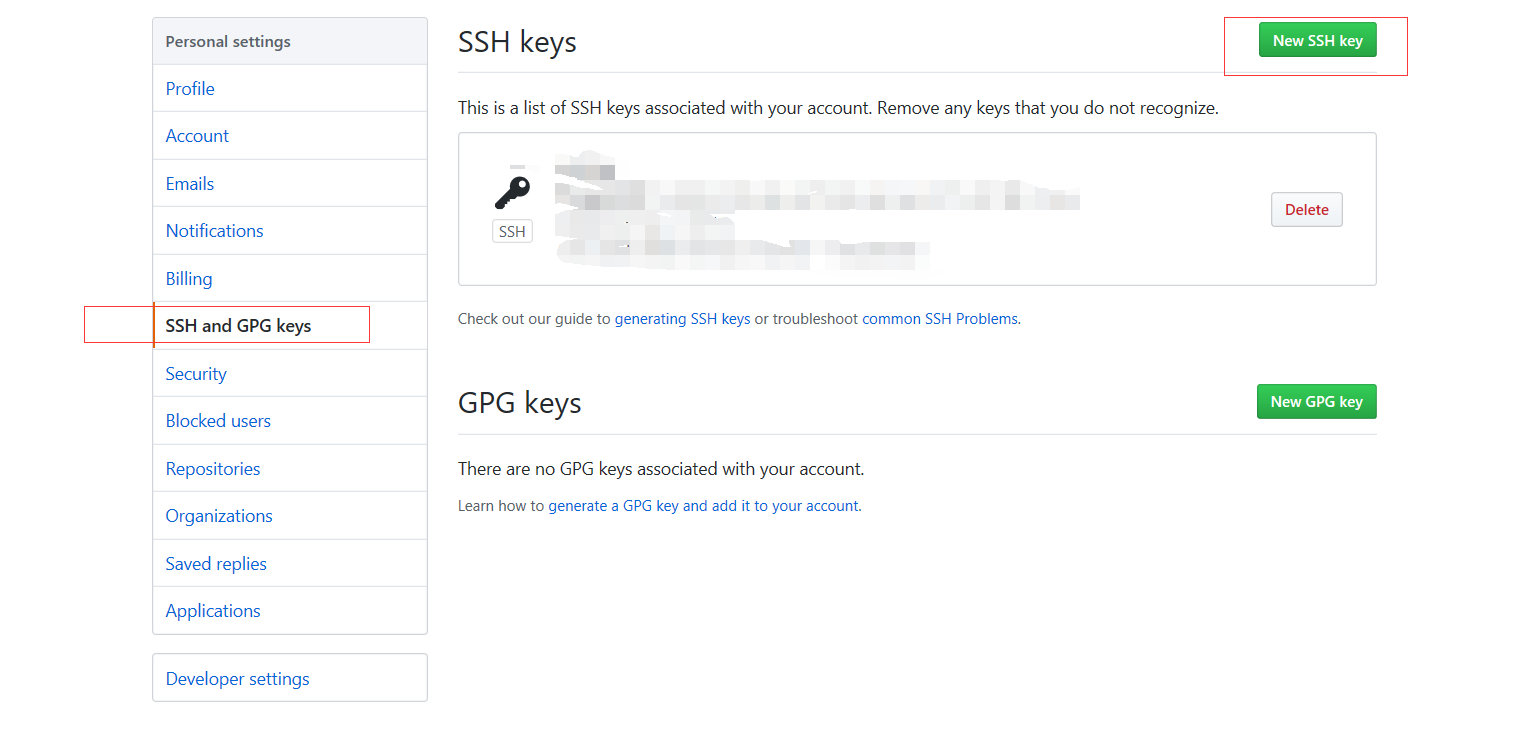 Personal settings
Profile
Account
Emails
Notifications
Billing
SSH and GPG keys
Security
Blocked users
Repositories
Organizations
Saved replies
Applications
Developer settings
SSH keys
New SSH key
This is a list of SSH keys associated with your account. Remove any keys that you do not recognize.
SSH
Delete
Check out our guide to generating SSH keys or troubleshoot common SSH Problems.
GPG keys
New GPG key
There are no GPG keys associated with your account.
Learn how to generate a GPG key and add it to your account.